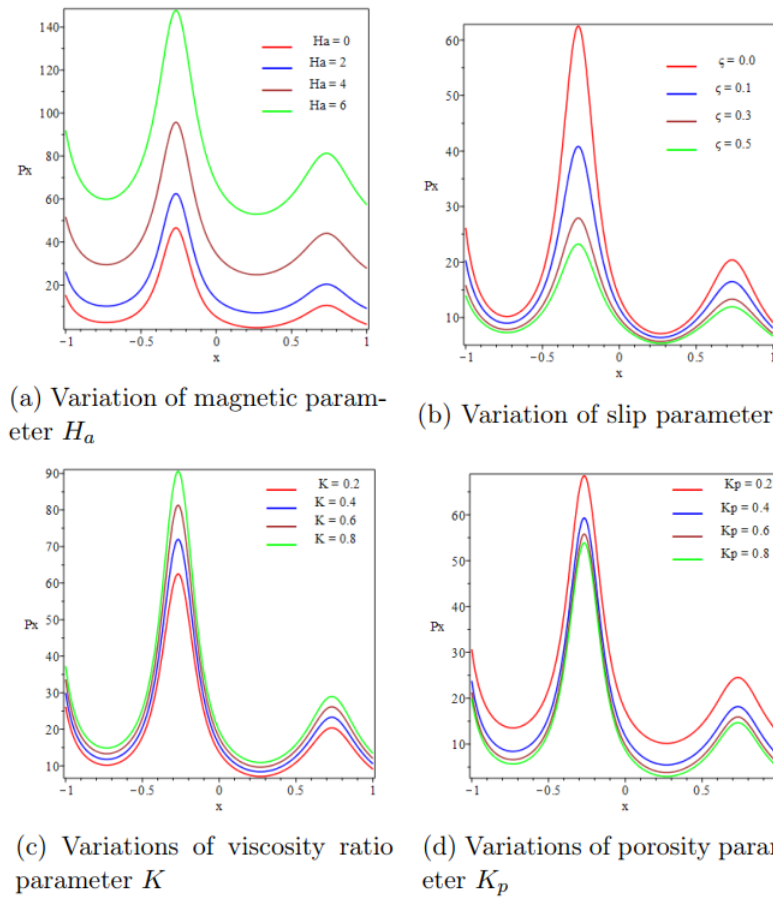 140
120
100
80
Px
60
40
20
-1
-0.5
0
0.5
1
x
Ha = 0
Ha = 2
Ha = 4
Ha = 6
(a) Variation of magnetic param-
eter Hₐ
60
50
40
Px
30
20
10
-1
-0.5
0
0.5
1
x
ς = 0.0
ς = 0.1
ς = 0.3
ς = 0.5
(b) Variation of slip parameter
90
80
70
60
Px
50
40
30
20
10
-1
-0.5
0
0.5
1
x
K = 0.2
K = 0.4
K = 0.6
K = 0.8
(c) Variations of viscosity ratio
parameter K
60
50
40
Px
30
20
10
-1
-0.5
0
0.5
x
Kp = 0.2
Kp = 0.4
Kp = 0.6
Kp = 0.8
(d) Variations of porosity param
eter Kₚ